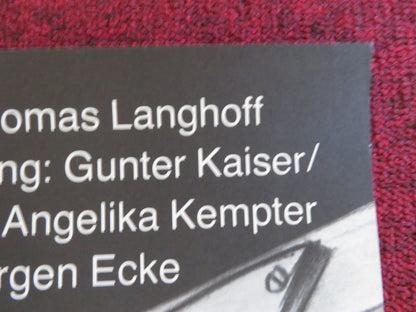 omas Langhoff
ng: Gunter Kaiser/
Angelika Kempter
rgen Ecke